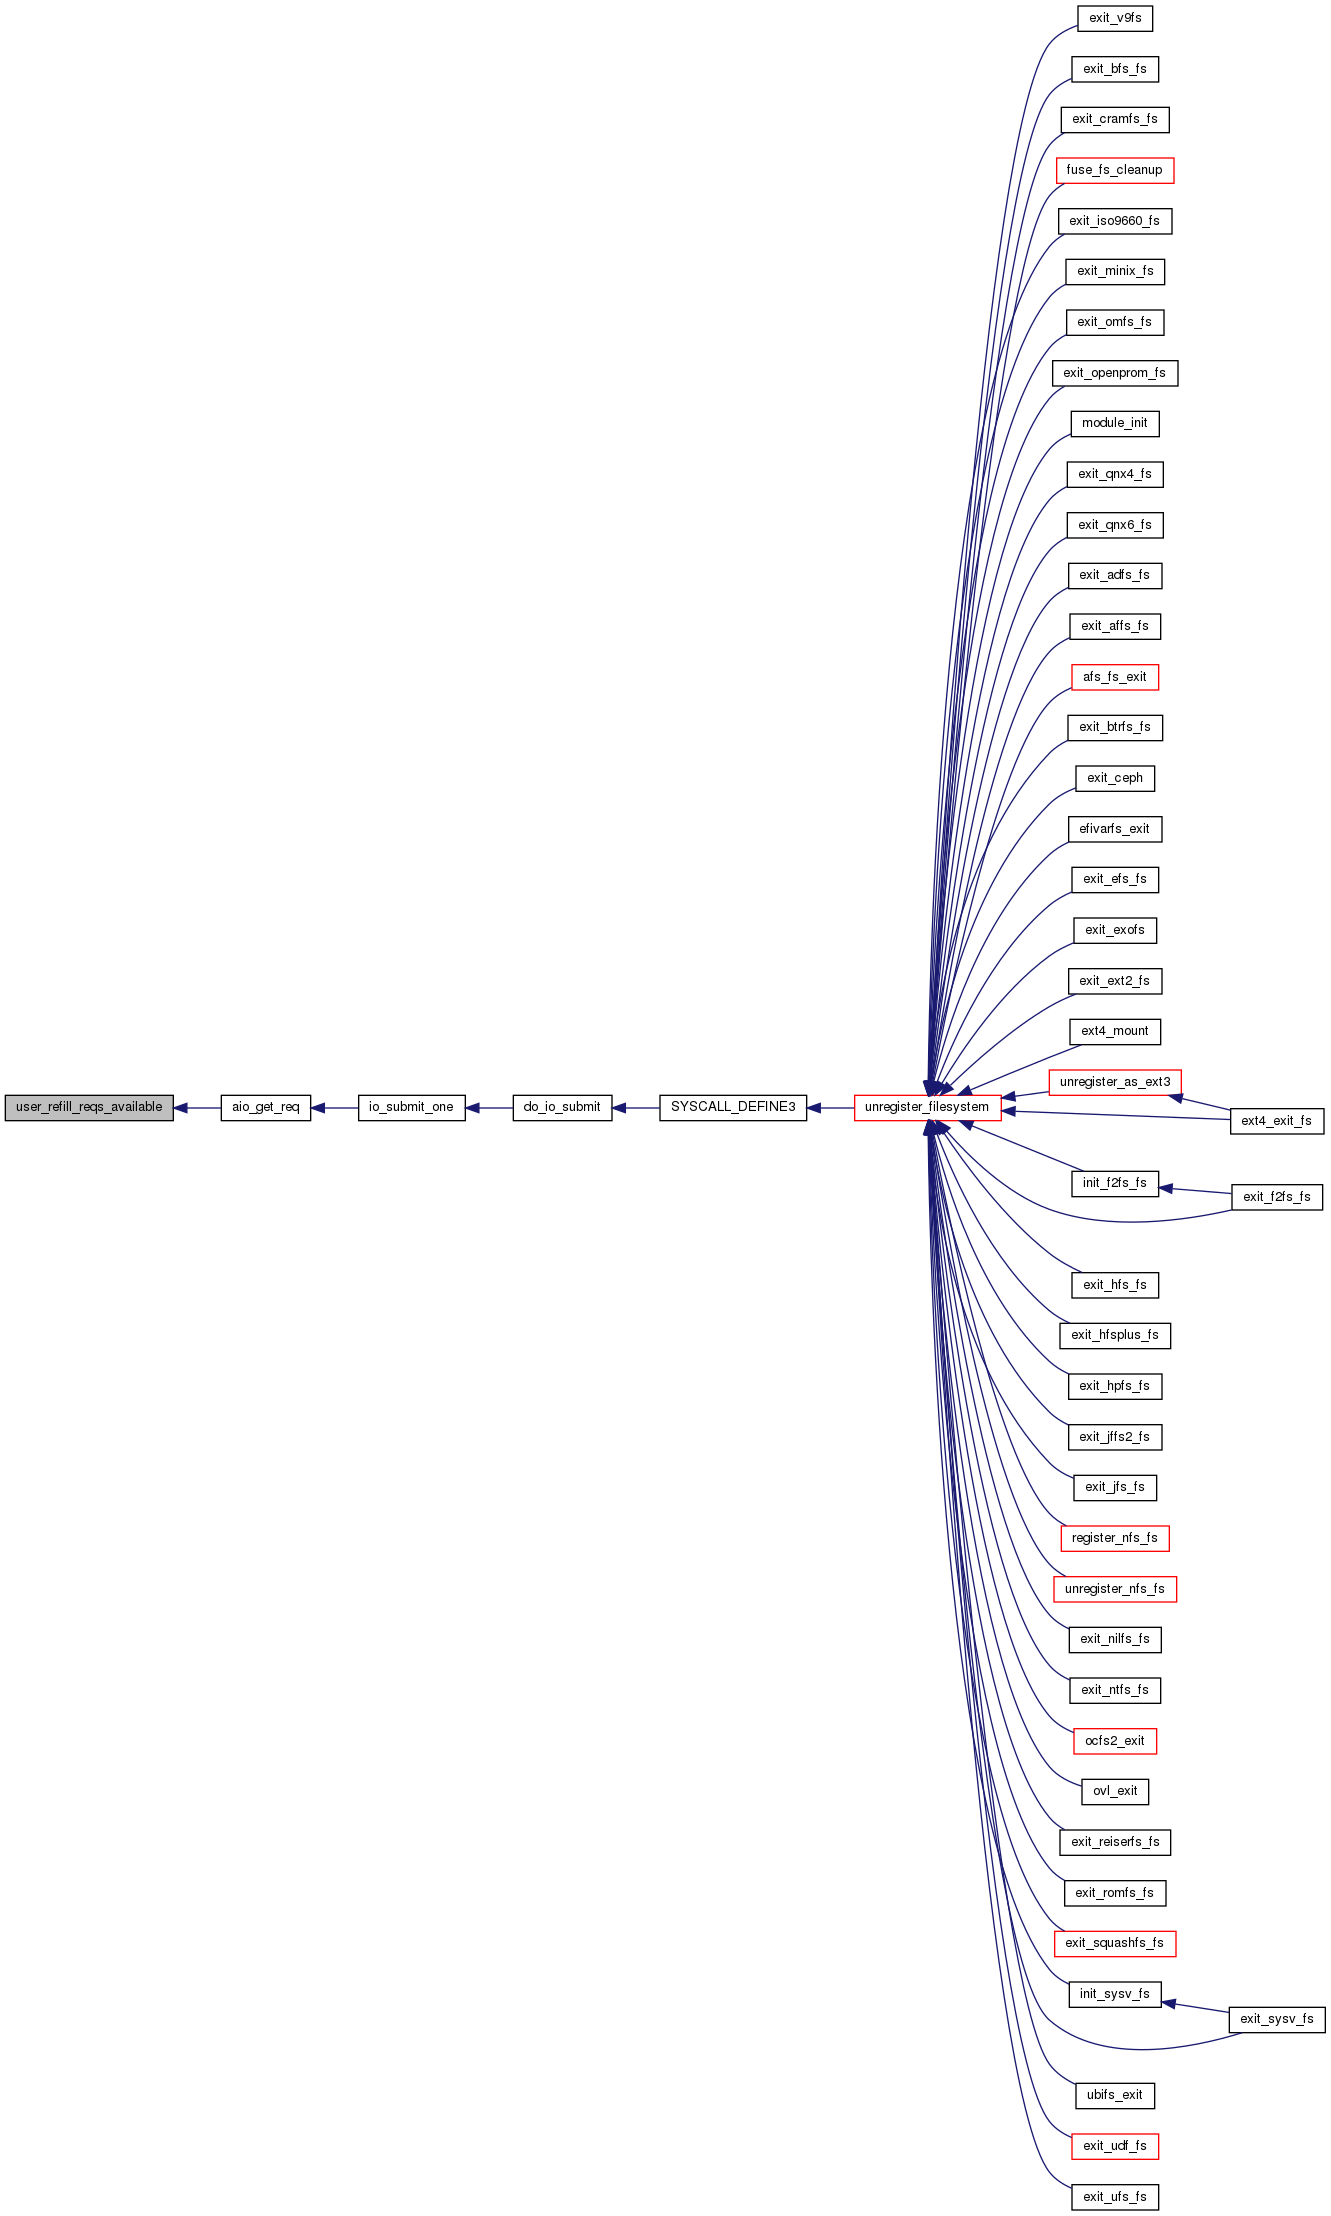 user_refill_reqs_available
aio_get_req
io_submit_one
do_io_submit
SYSCALL_DEFINE3
unregister_filesystem
exit_v9fs
exit_bfs_fs
exit_cramfs_fs
fuse_fs_cleanup
exit_iso9660_fs
exit_minix_fs
exit_omfs_fs
exit_openprom_fs
module_init
exit_qnx4_fs
exit_qnx6_fs
exit_adfs_fs
exit_affs_fs
afs_fs_exit
exit_btrfs_fs
exit_ceph
efivarfs_exit
exit_efs_fs
exit_exofs
exit_ext2_fs
ext4_mount
unregister_as_ext3
ext4_exit_fs
init_f2fs_fs
exit_f2fs_fs
exit_hfs_fs
exit_hfsplus_fs
exit_hpfs_fs
exit_jffs2_fs
exit_jfs_fs
register_nfs_fs
unregister_nfs_fs
exit_nilfs_fs
exit_ntfs_fs
ocfs2_exit
ovl_exit
exit_reiserfs_fs
exit_romfs_fs
exit_squashfs_fs
init_sysv_fs
exit_sysv_fs
ubifs_exit
exit_udf_fs
exit_ufs_fs